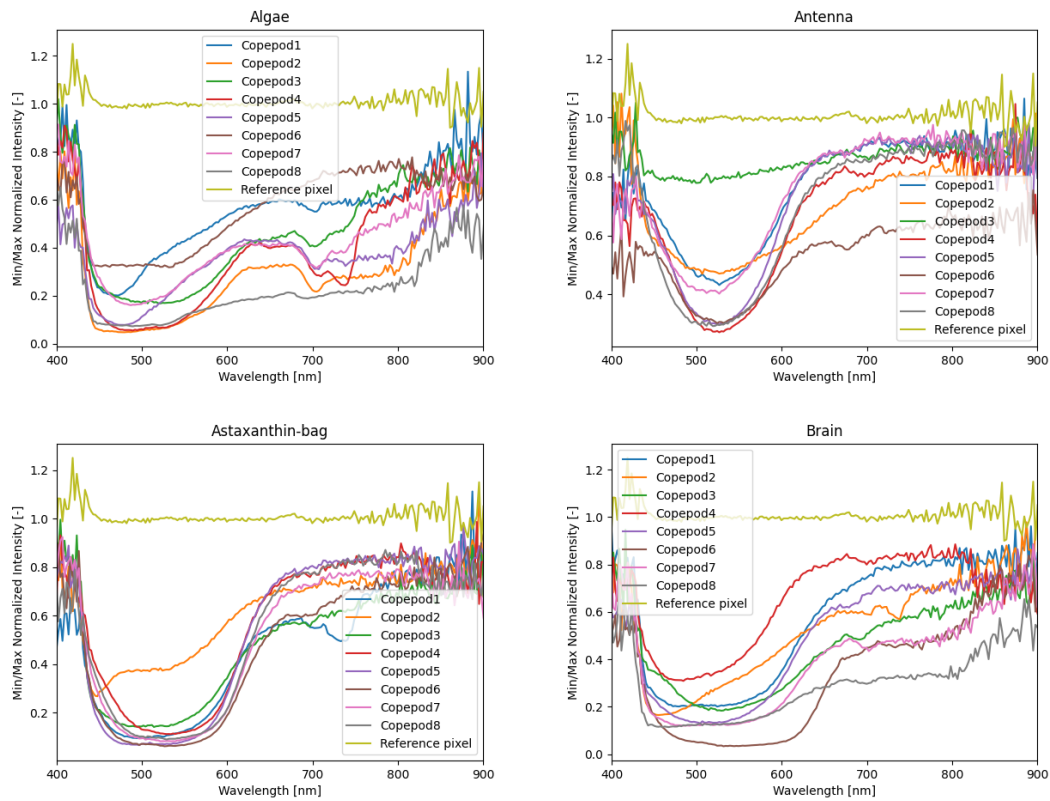 Algae
Min/Max Normalized Intensity [-]
1.2
1.0
0.8
0.6
0.4
0.2
0.0
Copepod1
Copepod2
Copepod3
Copepod4
Copepod5
Copepod6
Copepod7
Copepod8
Reference pixel
400 500 600 700 800 900
Wavelength [nm]
Antenna
Min/Max Normalized Intensity [-]
1.2
1.0
0.8
0.6
0.4
Copepod1
Copepod2
Copepod3
Copepod4
Copepod5
Copepod6
Copepod7
Copepod8
Reference pixel
400 500 600 700 800 900
Wavelength [nm]
Astaxanthin-bag
Min/Max Normalized Intensity [-]
1.2
1.0
0.8
0.6
0.4
0.2
Copepod1
Copepod2
Copepod3
Copepod4
Copepod5
Copepod6
Copepod7
Copepod8
Reference pixel
400 500 600 700 800 900
Wavelength [nm]
Brain
Min/Max Normalized Intensity [-]
1.2
1.0
0.8
0.6
0.4
0.2
0.0
Copepod1
Copepod2
Copepod3
Copepod4
Copepod5
Copepod6
Copepod7
Copepod8
Reference pixel
400 500 600 700 800 900
Wavelength [nm]